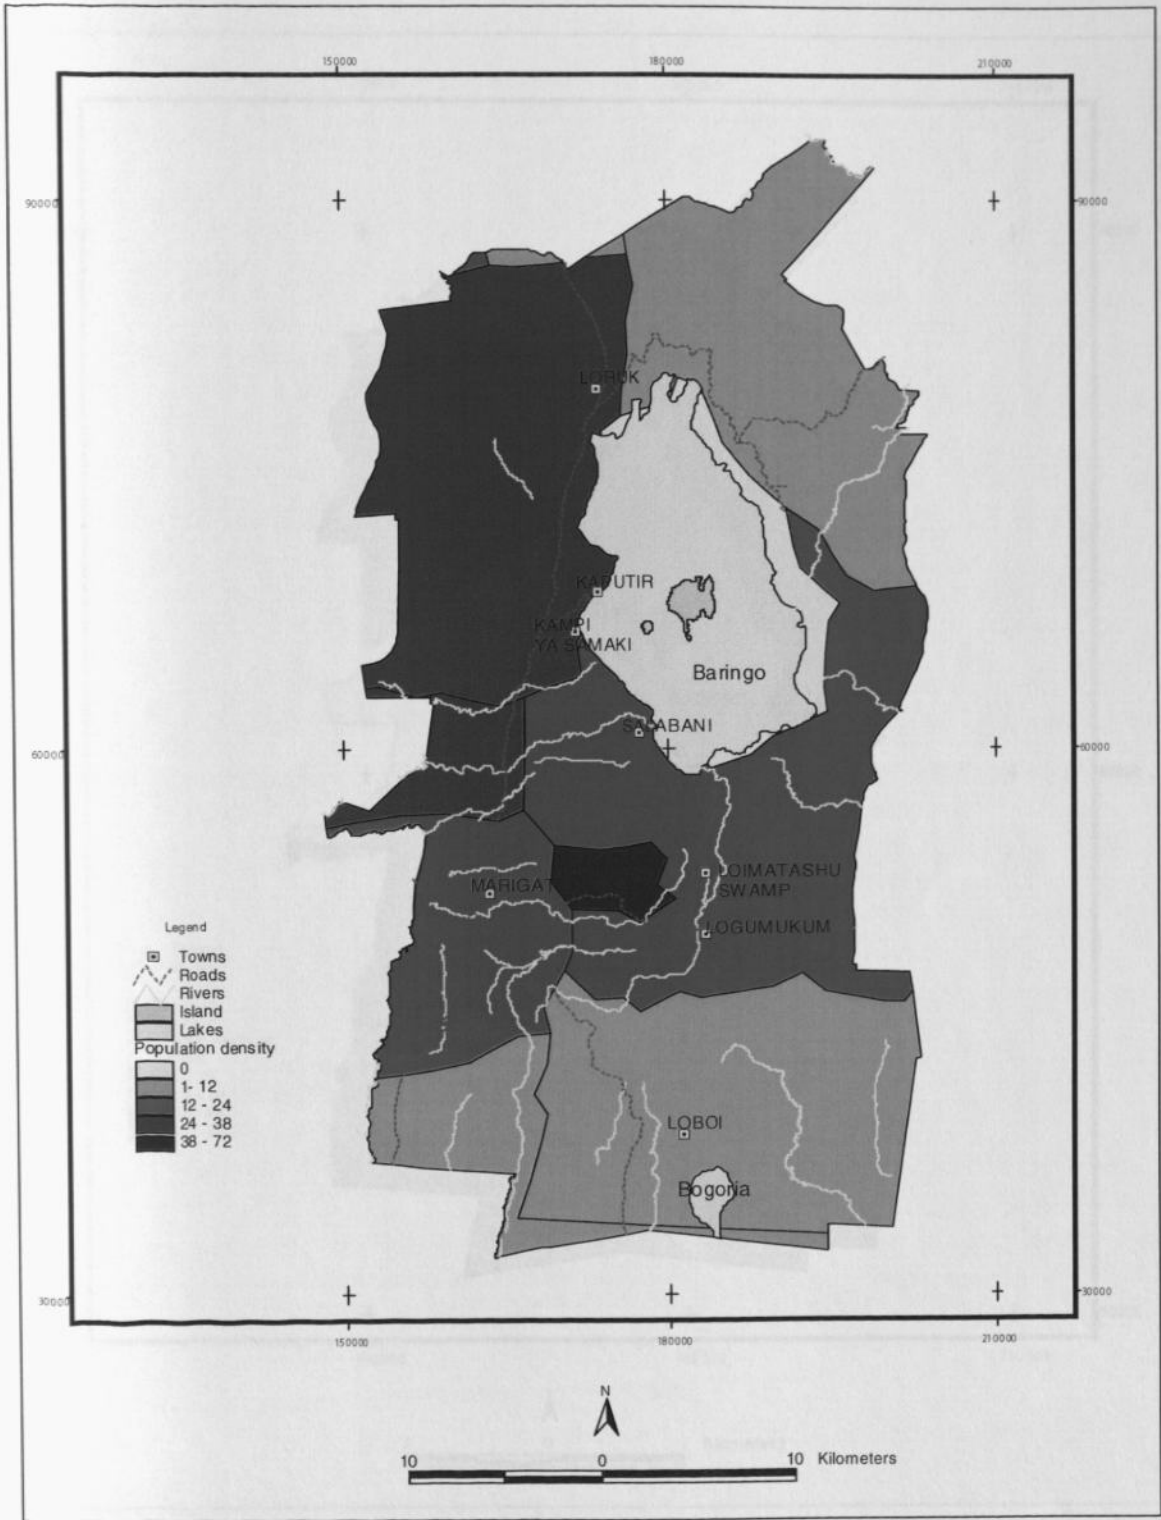 150000 180000 210000
90000 90000
LORUK
KAPUTIR
KAMPI
YA SAMAKI
Baringo
SALABANI
60000 60000
LOIMATASHU
SWAMP
MARIGAT
LOGUMUKUM
Legend
Towns
Roads
Rivers
Island
Lakes
Population density
0
1- 12
12 - 24
24 - 38
38 - 72
LOBOI
Bogoria
30000 30000
150000 180000 210000
N
10 0 10 Kilometers